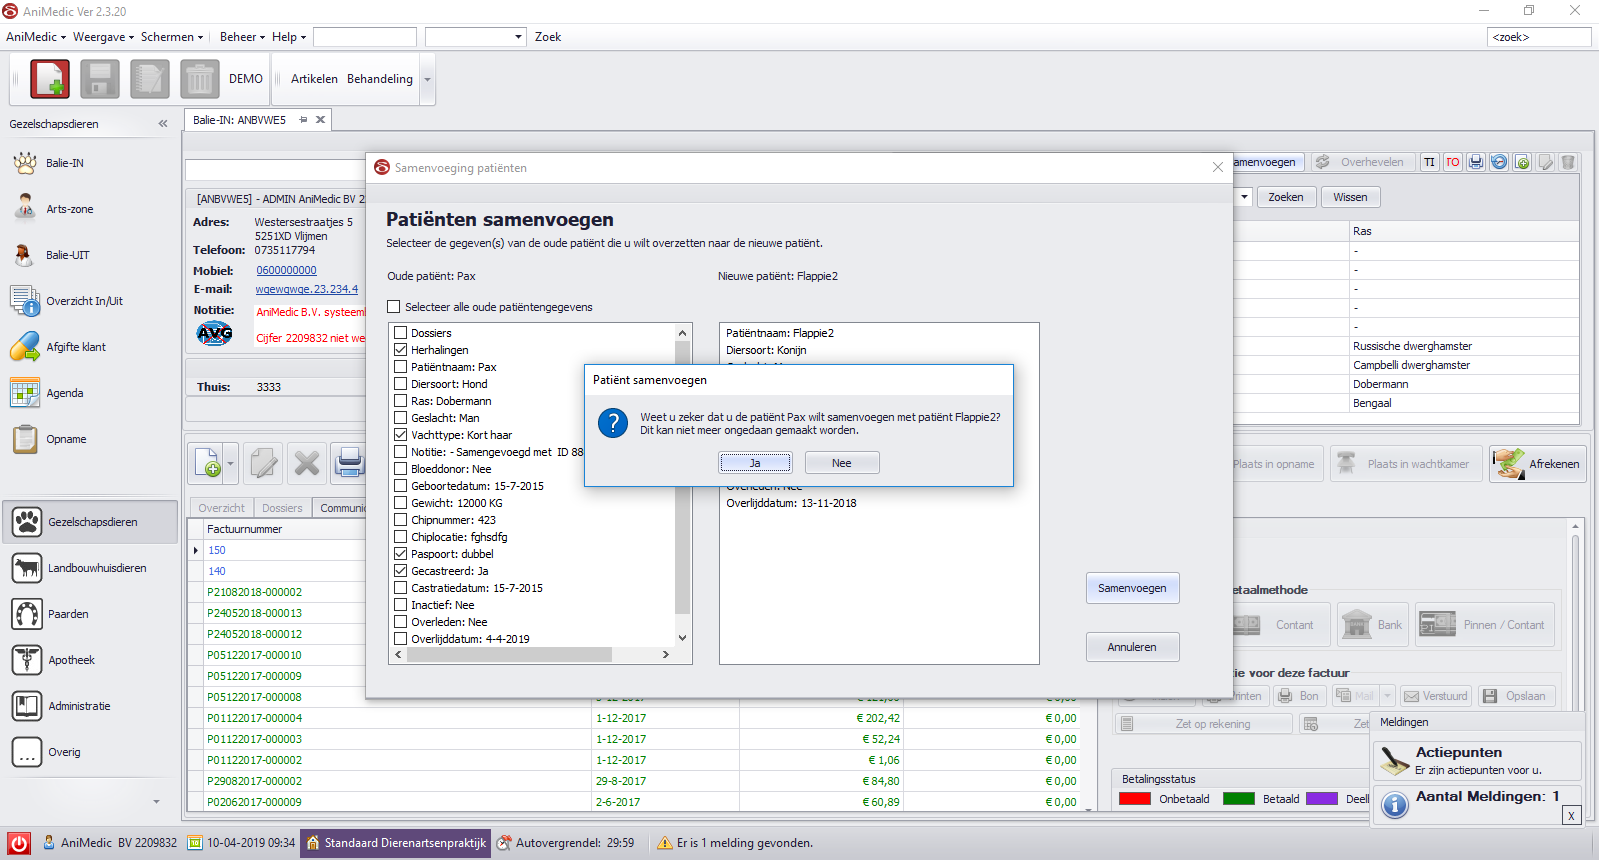 AniMedic Ver 2.3.20
AniMedic Weergave Schermen Beheer Help Zoek <zoek>
DEMO Artikelen Behandeling
Gezelschapsdieren
Balie-IN: ANBVWE5
Balie-IN
Arts-zone
Balie-UIT
Overzicht In/Uit
Afgifte klant
Agenda
Opname
Gezelschapsdieren
Landbouwhuisdieren
Paarden
Apotheek
Administratie
Overig
amenvoegen Overhevelen TI TO
[ANBVWE5] - ADMIN AniMedic BV 2
Adres: Westersestraatjes 5
5251XD Vlijmen
Telefoon: 0735117794
Mobiel: 0600000000
E-mail: wgewgwge.23.234.4
Notitie: AniMedic B.V. systeem
AVG Cijfer 2209832 niet we
Thuis: 3333
Zoeken Wissen
Ras
-
-
-
-
-
Russische dwerghamster
Campbelli dwerghamster
Dobermann
Bengaal
Samenvoeging patiënten
Patiënten samenvoegen
Selecteer de gegeven(s) van de oude patiënt die u wilt overzetten naar de nieuwe patiënt.
Oude patiënt: Pax
Nieuwe patiënt: Flappie2
Selecteer alle oude patiëntengegevens
Dossiers
Herhalingen
Patiëntnaam: Pax
Diersoort: Hond
Ras: Dobermann
Geslacht: Man
Vachttype: Kort haar
Notitie: - Samengevoegd met ID 88
Bloeddonor: Nee
Geboortedatum: 15-7-2015
Gewicht: 12000 KG
Chipnummer: 423
Chiplocatie: fghsdfg
Paspoort: dubbel
Gecastreerd: Ja
Castratiedatum: 15-7-2015
Inactief: Nee
Overleden: Nee
Overlijddatum: 4-4-2019
Patiëntnaam: Flappie2
Diersoort: Konijn
Overleden: Nee
Overlijddatum: 13-11-2018
Patiënt samenvoegen
Weet u zeker dat u de patiënt Pax wilt samenvoegen met patiënt Flappie2?
Dit kan niet meer ongedaan gemaakt worden.
Ja Nee
Samenvoegen
Annuleren
Plaats in opname Plaats in wachtkamer Afrekenen
Overzicht Dossiers Communic
Factuurnummer
150
140
P21082018-000002
P24052018-000013
P24052018-000012
P05122017-000010
P05122017-000009
P05122017-000008
P01122017-000004 1-12-2017 € 202,42 € 0,00
P01122017-000003 1-12-2017 € 52,24 € 0,00
P01122017-000002 1-12-2017 € 1,06 € 0,00
P29082017-000002 29-8-2017 € 84,80 € 0,00
P02062017-000009 2-6-2017 € 60,89 € 0,00
etaalmethode
Contant Bank Pinnen / Contant
ie voor deze factuur
rinten Bon Mail Verstuurd Opslaan
Zet op rekening Zet
Betalingsstatus
Onbetaald Betaald Deell
Meldingen
Actiepunten
Er zijn actiepunten voor u.
Aantal Meldingen: 1
X
AniMedic BV 2209832 10-04-2019 09:34 Standaard Dierenartsenpraktijk Autovergrendel: 29:59 Er is 1 melding gevonden.